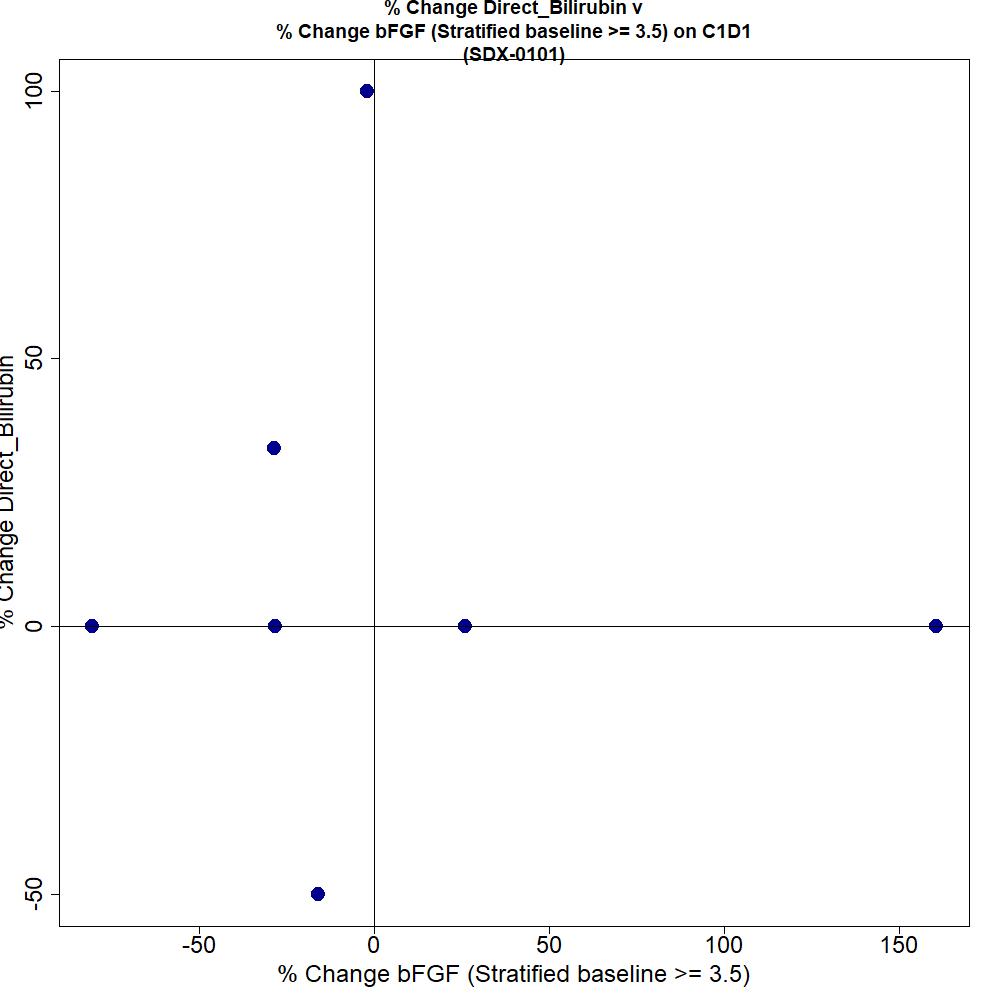 % Change Direct_Bilirubin v
% Change bFGF (Stratified baseline >= 3.5) on C1D1
(SDX-0101)
100
50
0
-50
% Change Direct_Bilirubin
-50
0
50
100
150
% Change bFGF (Stratified baseline >= 3.5)